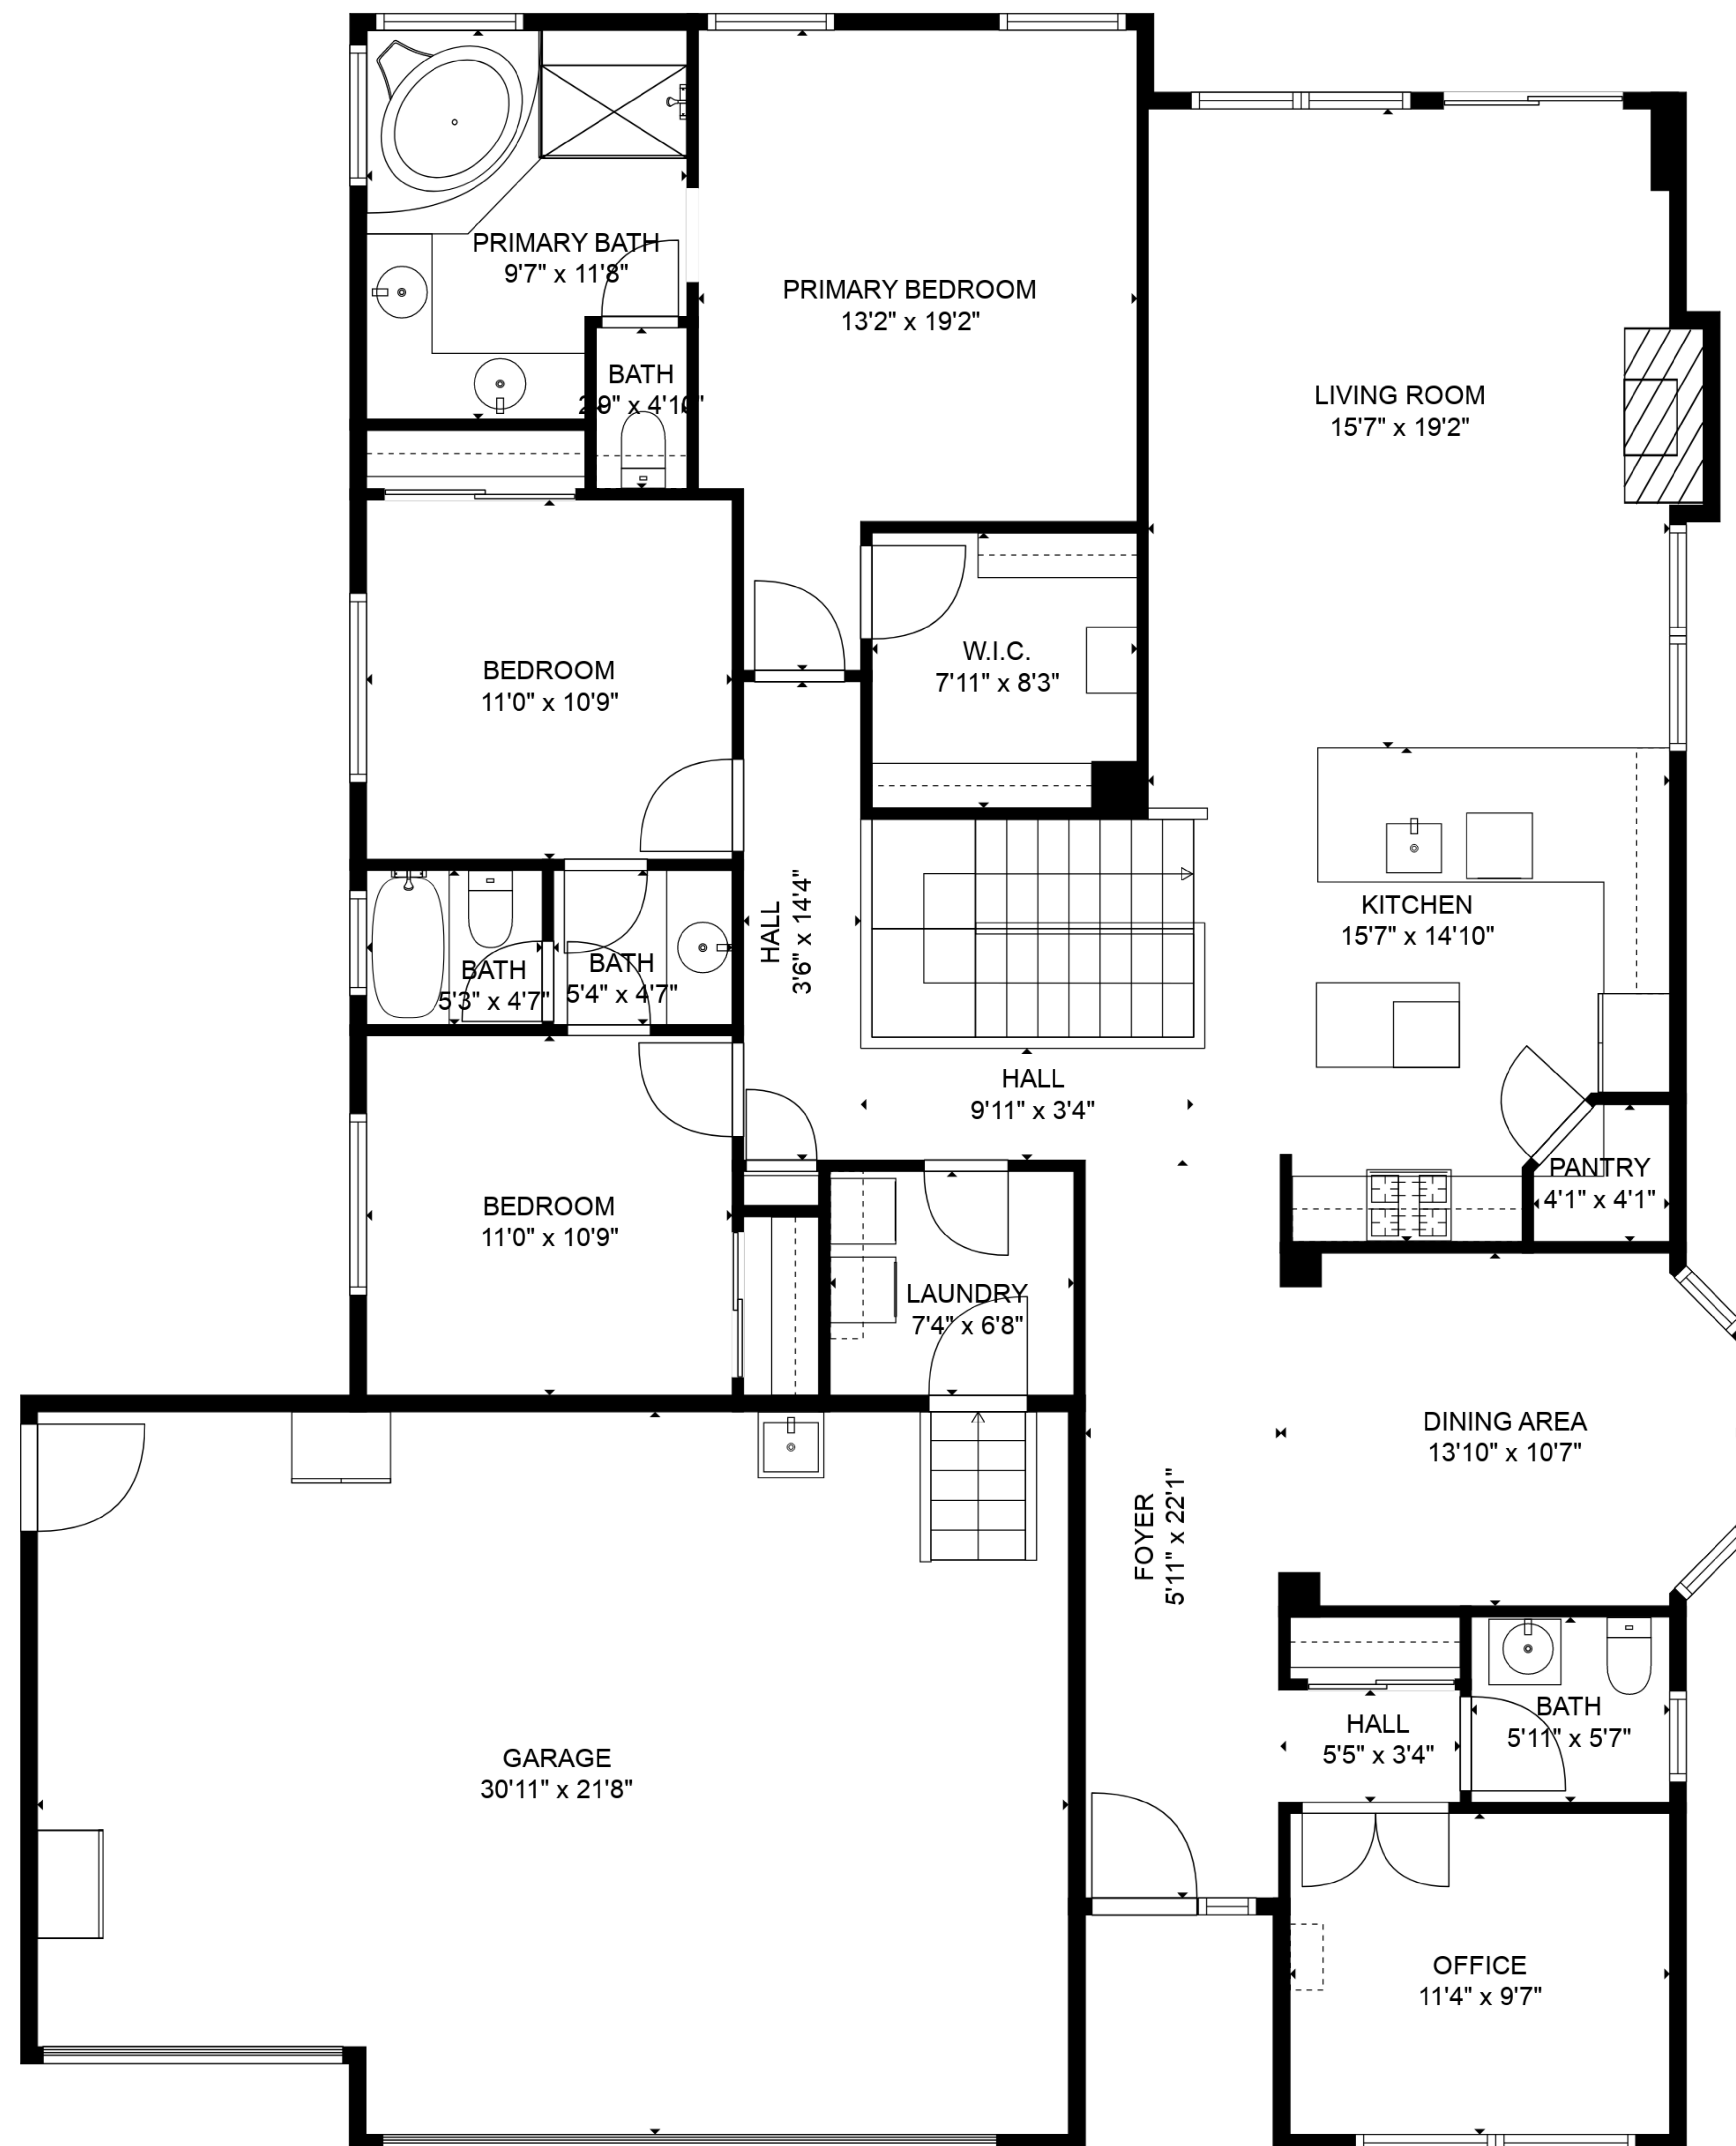 PRIMARY BATH
9'7" x 11'8"
PRIMARY BEDROOM
13'2" x 19'2"
BATH
2'9" x 4'10"
LIVING ROOM
15'7" x 19'2"
BEDROOM
11'0" x 10'9"
W.I.C.
7'11" x 8'3"
HALL
3'6" x 14'4"
KITCHEN
15'7" x 14'10"
BATH
5'3" x 4'7"
BATH
5'4" x 4'7"
HALL
9'11" x 3'4"
PANTRY
4'1" x 4'1"
BEDROOM
11'0" x 10'9"
LAUNDRY
7'4" x 6'8"
DINING AREA
13'10" x 10'7"
FOYER
5'11" x 22'1"
HALL
5'5" x 3'4"
BATH
5'11" x 5'7"
GARAGE
30'11" x 21'8"
OFFICE
11'4" x 9'7"